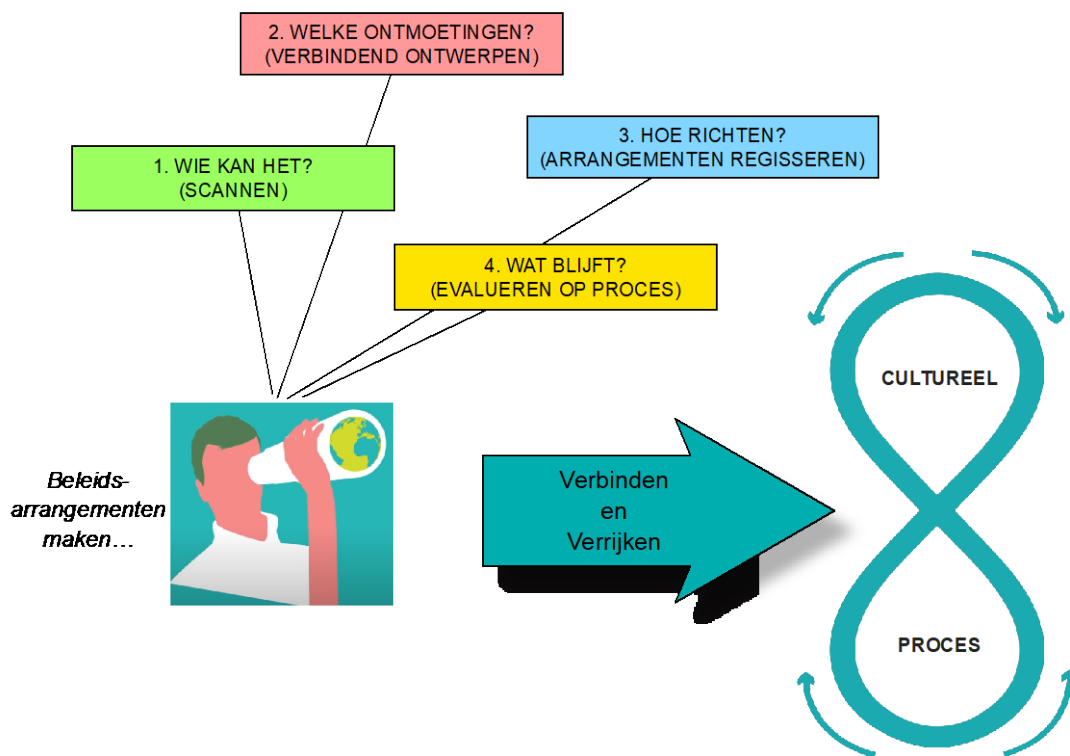 2. WELKE ONTMOETINGEN?
(VERBINDEND ONTWERPEN)
3. HOE RICHTEN?
(ARRANGEMENTEN REGISSEREN)
1. WIE KAN HET?
(SCANNEN)
4. WAT BLIJFT?
(EVALUEREN OP PROCES)
CULTUREEL
Beleids-
arrangementen
maken…
Verbinden
en
Verrijken
PROCES